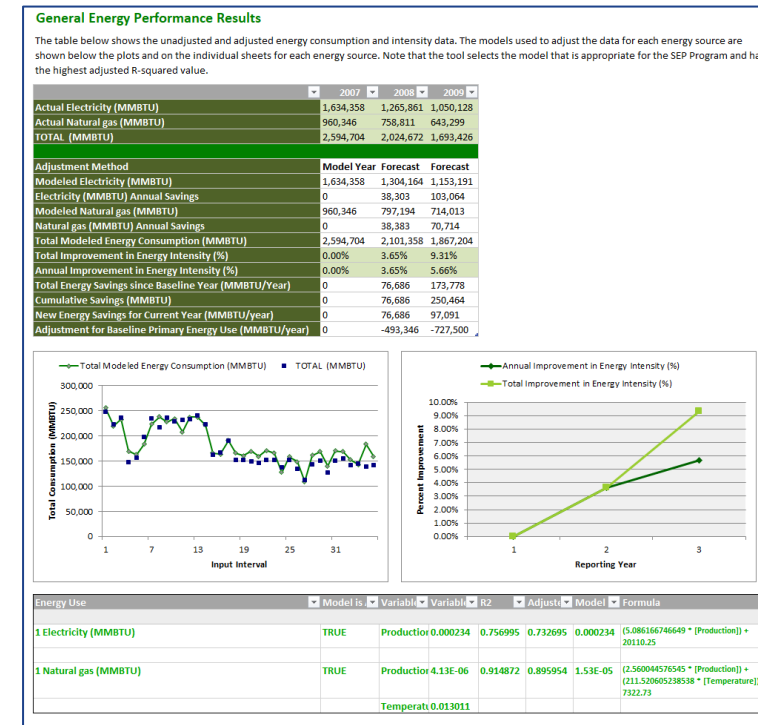 General Energy Performance Results
The table below shows the unadjusted and adjusted energy consumption and intensity data. The models used to adjust the data for each energy source are
shown below the plots and on the individual sheets for each energy source. Note that the tool selects the model that is appropriate for the SEP Program and ha
the highest adjusted R-squared value.
2007 2008 2009
Actual Electricity (MMBTU) 1,634,358 1,265,861 1,050,128
Actual Natural gas (MMBTU) 960,346 758,811 643,299
TOTAL (MMBTU) 2,594,704 2,024,672 1,693,426
Adjustment Method Model Year Forecast Forecast
Modeled Electricity (MMBTU) 1,634,358 1,304,164 1,153,191
Electricity (MMBTU) Annual Savings 0 38,303 103,064
Modeled Natural gas (MMBTU) 960,346 797,194 714,013
Natural gas (MMBTU) Annual Savings 0 38,383 70,714
Total Modeled Energy Consumption (MMBTU) 2,594,704 2,101,358 1,867,204
Total Improvement in Energy Intensity (%) 0.00% 3.65% 9.31%
Annual Improvement in Energy Intensity (%) 0.00% 3.65% 5.66%
Total Energy Savings since Baseline Year (MMBTU/Year) 0 76,686 173,778
Cumulative Savings (MMBTU) 0 76,686 250,464
New Energy Savings for Current Year (MMBTU/year) 0 76,686 97,091
Adjustment for Baseline Primary Energy Use (MMBTU/year) 0 -493,346 -727,500
Total Modeled Energy Consumption (MMBTU) TOTAL (MMBTU)
300,000
250,000
200,000
150,000
100,000
50,000
0
Total Consumption (MMBTU)
1 7 13 19 25 31
Input Interval
Annual Improvement in Energy Intensity (%)
Total Improvement in Energy Intensity (%)
10.00%
9.00%
8.00%
7.00%
6.00%
5.00%
4.00%
3.00%
2.00%
1.00%
0.00%
Percent Improvement
1 2 3
Reporting Year
Energy Use Model is Variable Variable R2 Adjuste Model Formula
1 Electricity (MMBTU) TRUE Production 0.000234 0.756995 0.732695 0.000234 (5.086166746649 * [Production]) +
20110.25
1 Natural gas (MMBTU) TRUE Production 4.13E-06 0.914872 0.895954 1.53E-05 (2.560044576545 * [Production]) +
(211.520605238538 * [Temperature])
7322.73
Temperatu 0.013011